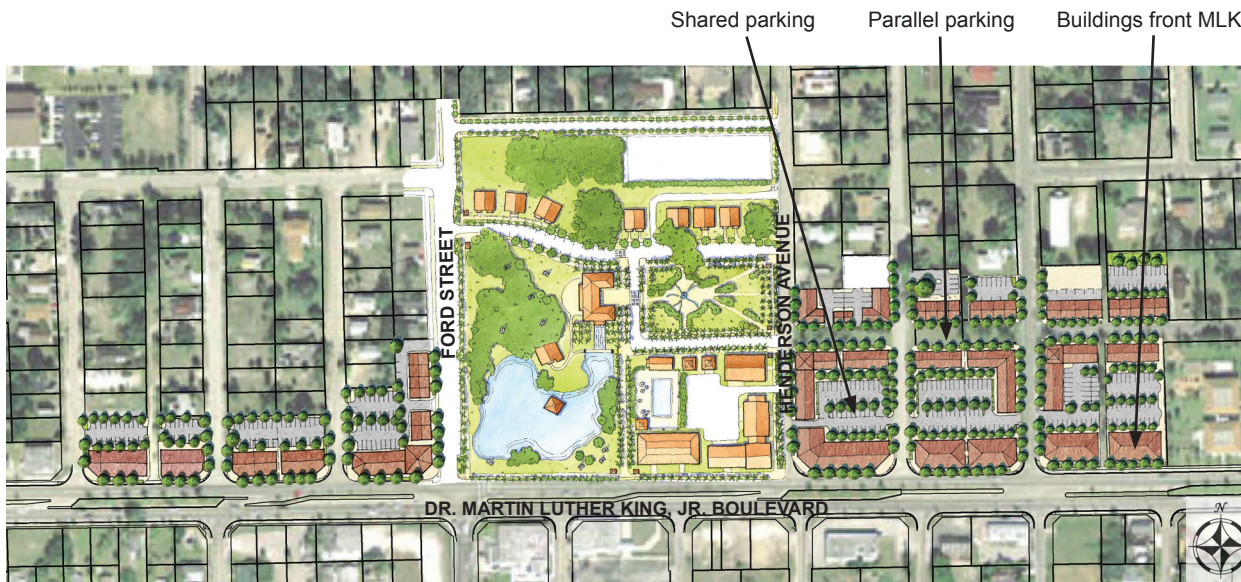 Shared parking
Parallel parking
Buildings front MLK
FORD STREET
HENDERSON AVENUE
DR. MARTIN LUTHER KING, JR. BOULEVARD
N